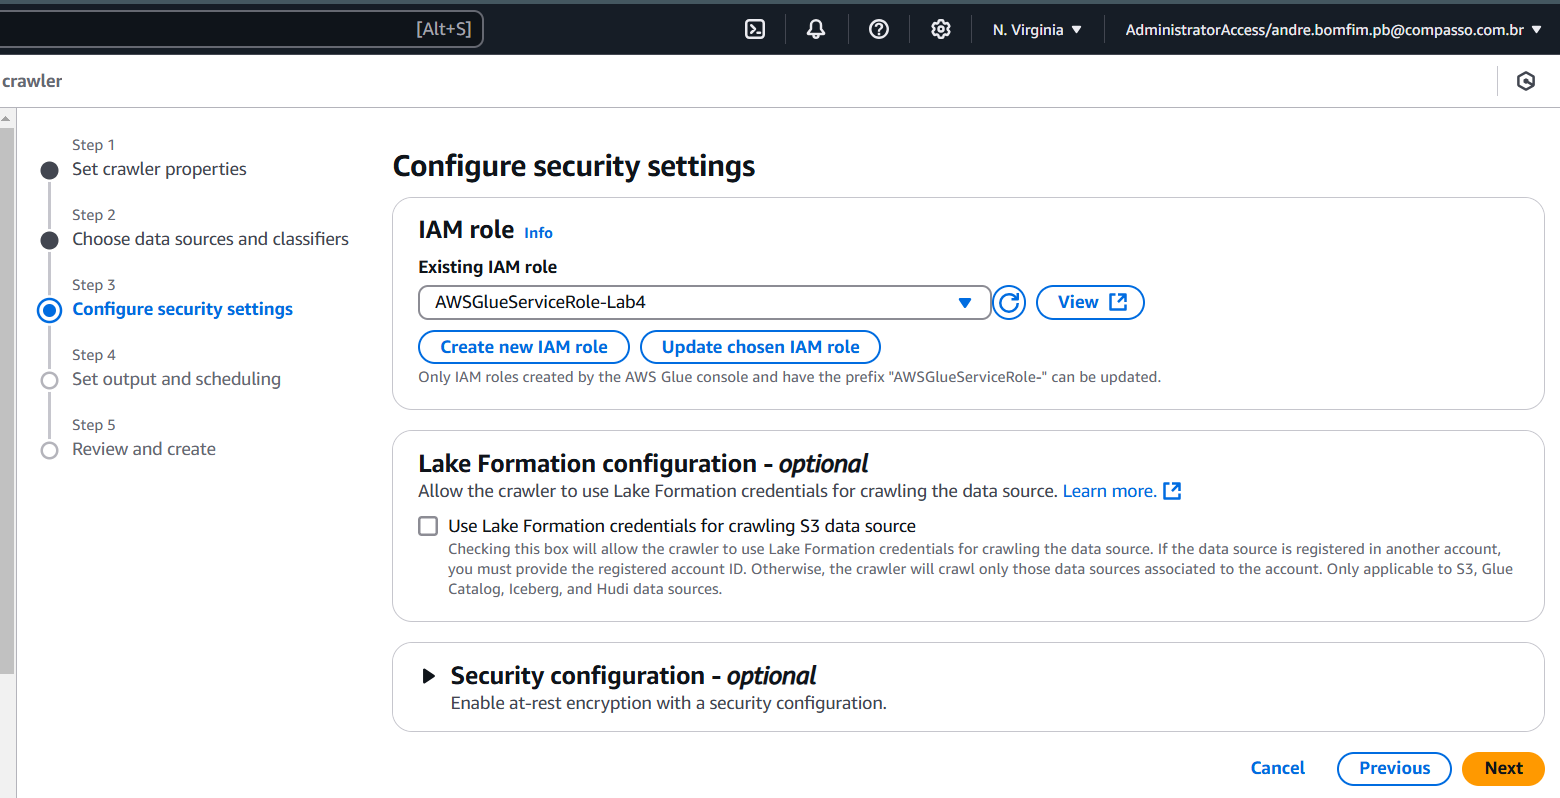 [Alt+S]
N. Virginia
AdministratorAccess/andre.bomfim.pb@compasso.com.br
crawler
Step 1
Set crawler properties
Step 2
Choose data sources and classifiers
Step 3
Configure security settings
Step 4
Set output and scheduling
Step 5
Review and create
Configure security settings
IAM role Info
Existing IAM role
AWSGlueServiceRole-Lab4
View
Create new IAM role
Update chosen IAM role
Only IAM roles created by the AWS Glue console and have the prefix "AWSGlueServiceRole-" can be updated.
Lake Formation configuration - optional
Allow the crawler to use Lake Formation credentials for crawling the data source. Learn more.
Use Lake Formation credentials for crawling S3 data source
Checking this box will allow the crawler to use Lake Formation credentials for crawling the data source. If the data source is registered in another account,
you must provide the registered account ID. Otherwise, the crawler will crawl only those data sources associated to the account. Only applicable to S3, Glue
Catalog, Iceberg, and Hudi data sources.
Security configuration - optional
Enable at-rest encryption with a security configuration.
Cancel
Previous
Next